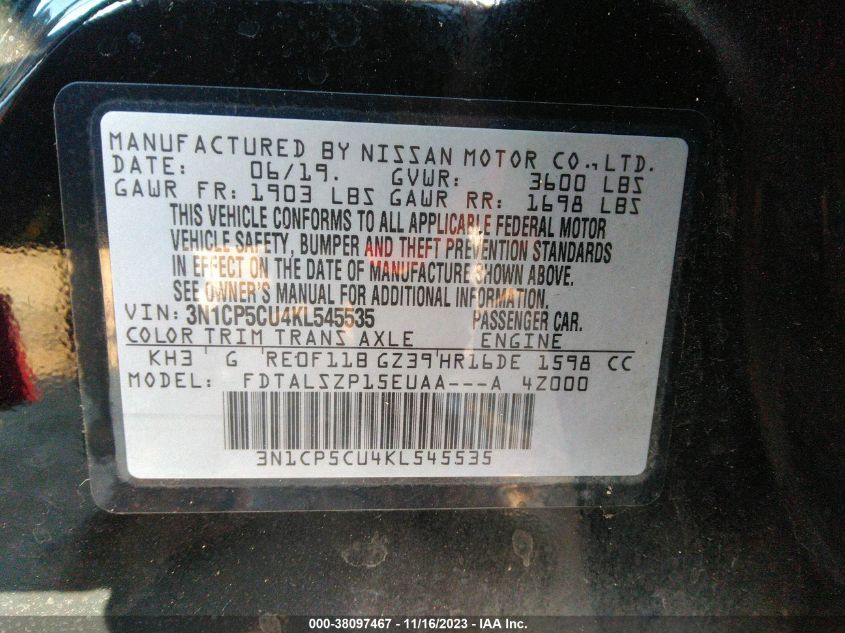 MANUFACTURED BY NISSAN MOTOR CO.,LTD.
DATE: 06/19. GVWR: 3600 LBS
GAWR FR: 1903 LBS GAWR RR: 1698 LBS
THIS VEHICLE CONFORMS TO ALL APPLICABLE FEDERAL MOTOR
VEHICLE SAFETY, BUMPER AND THEFT PREVENTION STANDARDS
IN EFFECT ON THE DATE OF MANUFACTURE SHOWN ABOVE.
SEE OWNER'S MANUAL FOR ADDITIONAL INFORMATION.
VIN: 3N1CP5CU4KL545535 PASSENGER CAR.
COLOR TRIM TRANS AXLE ENGINE
KH3 G RE0F11B GZ39 HR16DE 1598 CC
MODEL: FDTALSZP15EUAA---A 4Z000
3N1CP5CU4KL545535
000-38097467 - 11/16/2023 - IAA Inc.